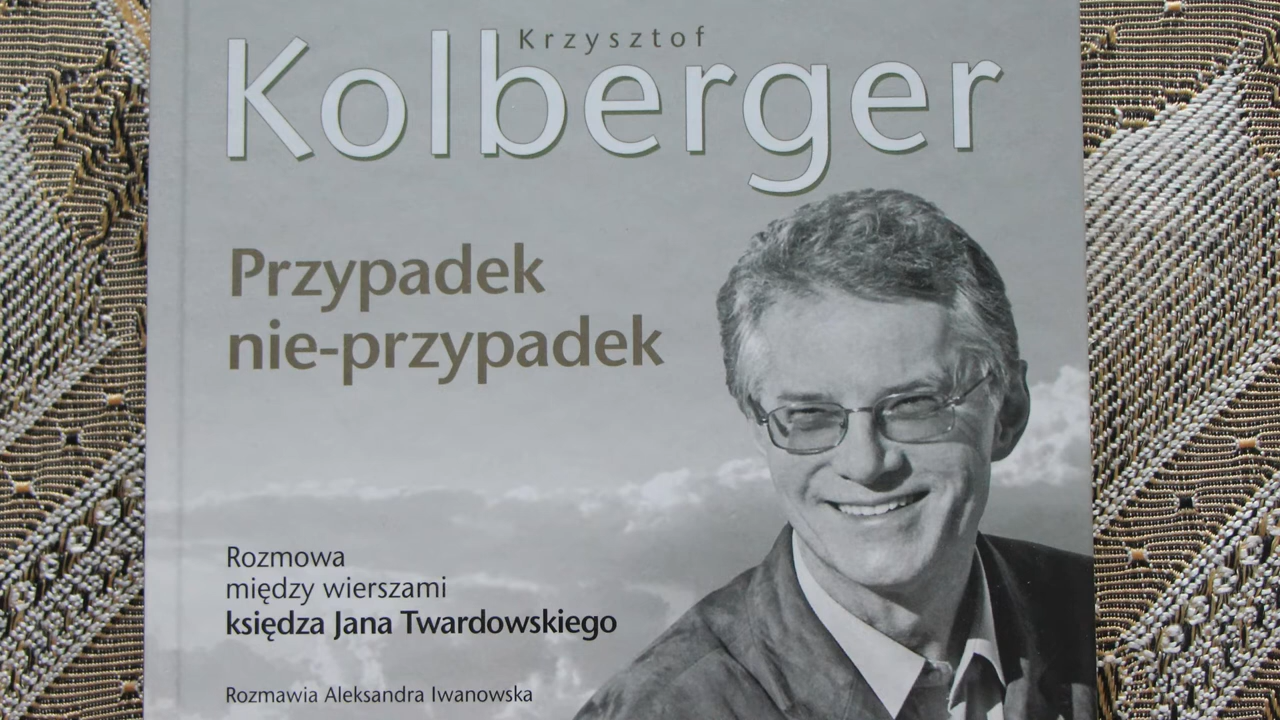 Krzysztof
Kolberger
Przypadek
nie-przypadek
Rozmowa
między wierszami
księdza Jana Twardowskiego
Rozmawia Aleksandra Iwanowska